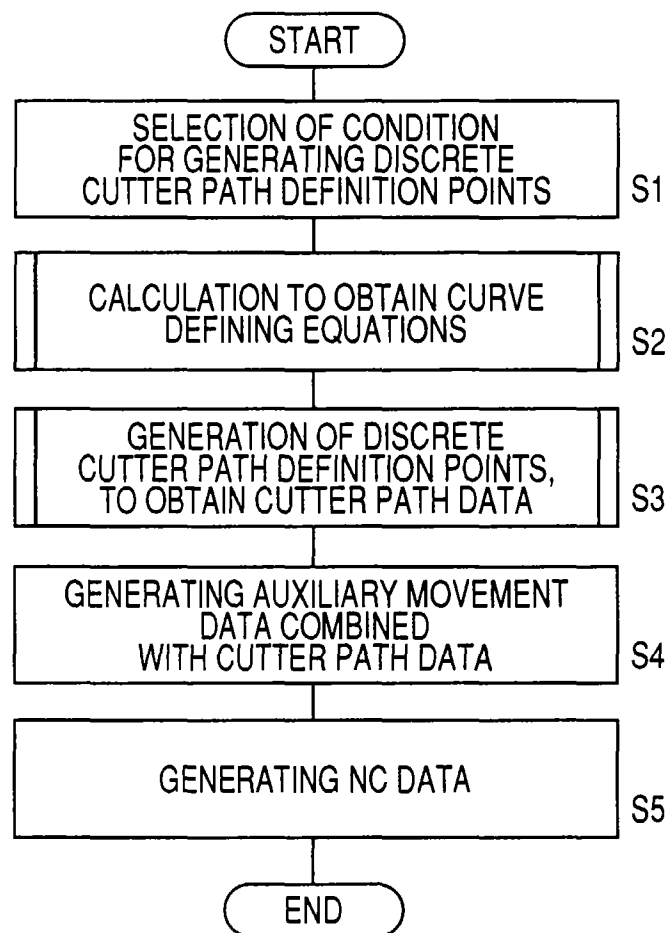 START
SELECTION OF CONDITION
FOR GENERATING DISCRETE
CUTTER PATH DEFINITION POINTS
S1
CALCULATION TO OBTAIN CURVE
DEFINING EQUATIONS
S2
GENERATION OF DISCRETE
CUTTER PATH DEFINITION POINTS,
TO OBTAIN CUTTER PATH DATA
S3
GENERATING AUXILIARY MOVEMENT
DATA COMBINED
WITH CUTTER PATH DATA
S4
GENERATING NC DATA
S5
END